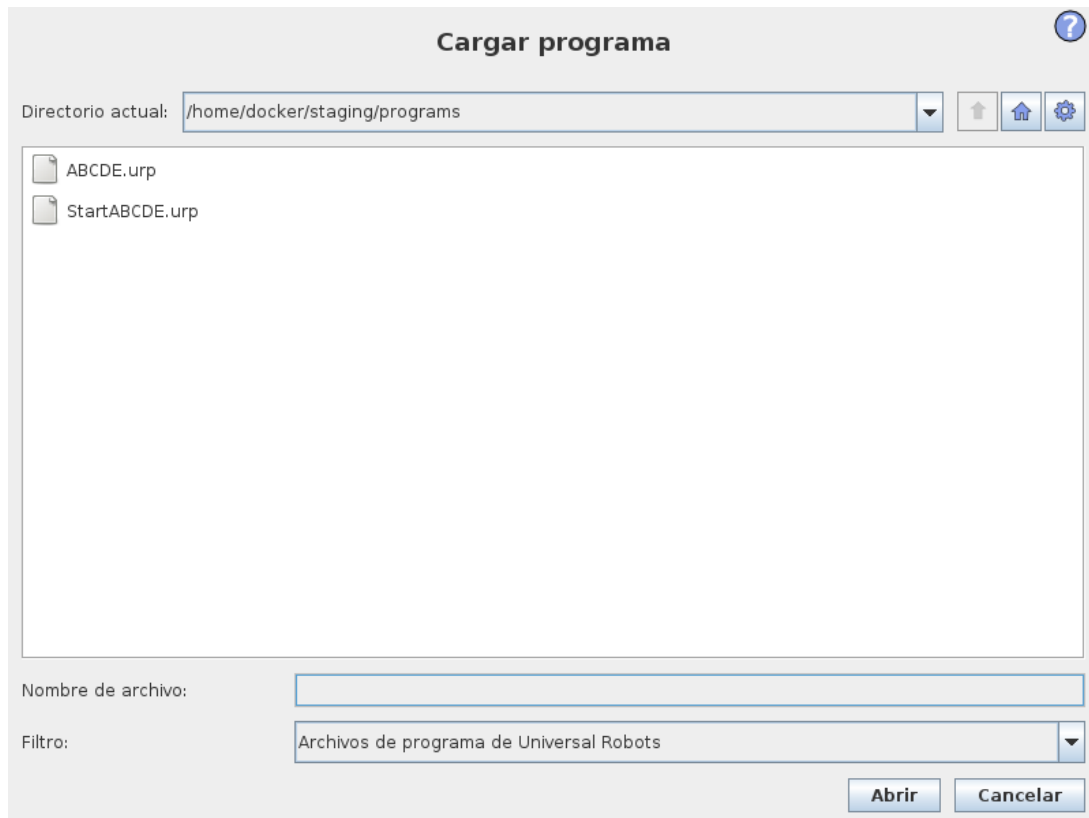 Cargar programa
?
Directorio actual: /home/docker/staging/programs
ABCDE.urp
StartABCDE.urp
Nombre de archivo:
Filtro: Archivos de programa de Universal Robots
Abrir Cancelar